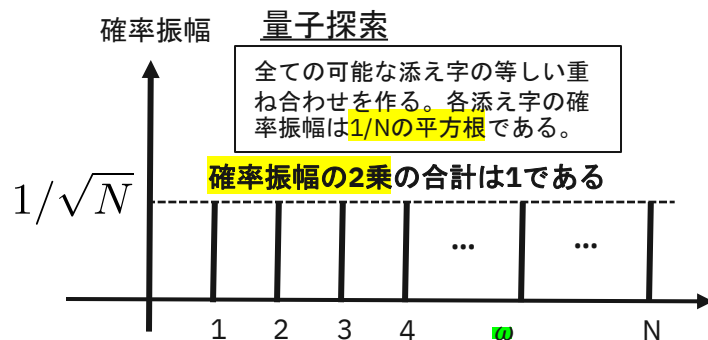 量子探索
確率振幅
全ての可能な添え字の等しい重
ね合わせを作る。各添え字の確
率振幅は1/Nの平方根である。
確率振幅の2乗の合計は1である
1/√N
... ...
1 2 3 4 ω N